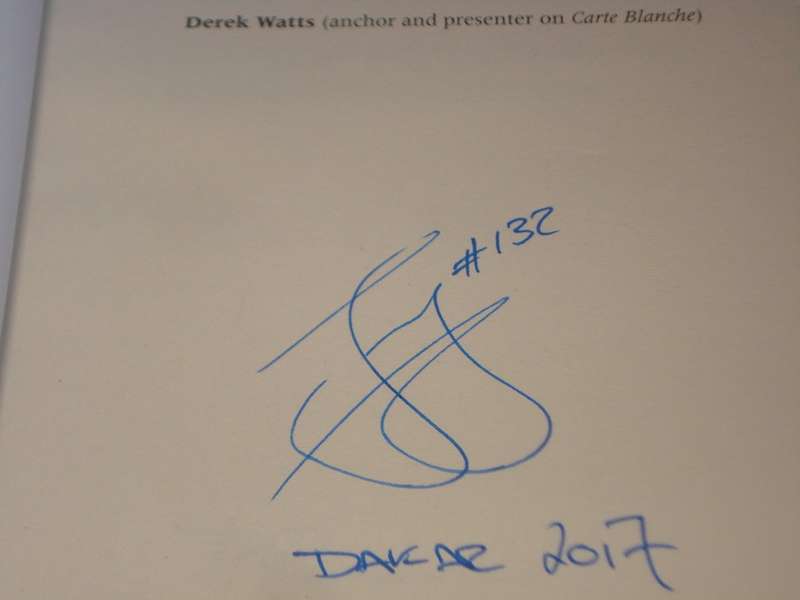 Derek Watts (anchor and presenter on Carte Blanche)
#132
DAKAR 2017